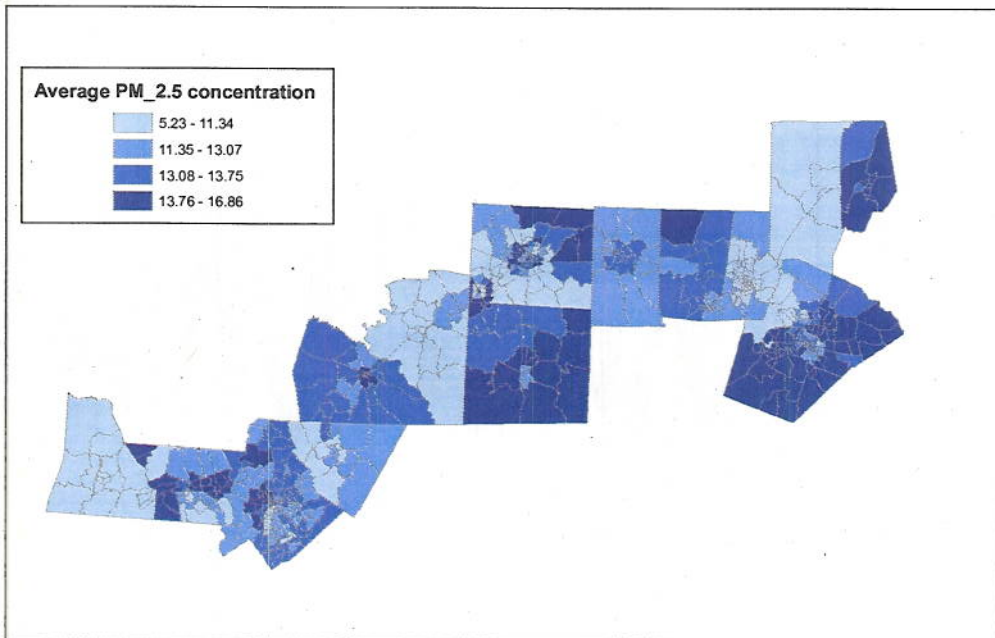 Average PM_2.5 concentration
5.23 - 11.34
11.35 - 13.07
13.08 - 13.75
13.76 - 16.86